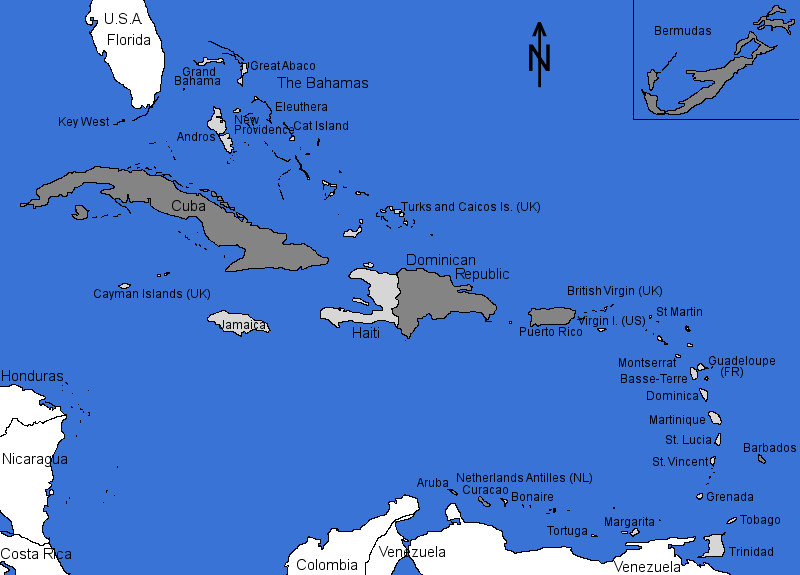 U.S.A
Florida
Bermudas
N
Great Abaco
Grand
Bahama
The Bahamas
Eleuthera
Key West
New
Providence
Cat Island
Andros
Cuba
Turks and Caicos Is. (UK)
Dominican
Republic
Cayman Islands (UK)
British Virgin (UK)
Jamaica
Haiti
Puerto Rico
Virgin I. (US)
St Martin
Montserrat
Guadeloupe
(FR)
Basse-Terre
Honduras
Dominica
Martinique
St. Lucia
Barbados
Nicaragua
St. Vincent
Netherlands Antilles (NL)
Aruba
Curacao
Bonaire
Grenada
Margarita
Tobago
Tortuga
Costa Rica
Colombia
Venezuela
Trinidad
Venezuela